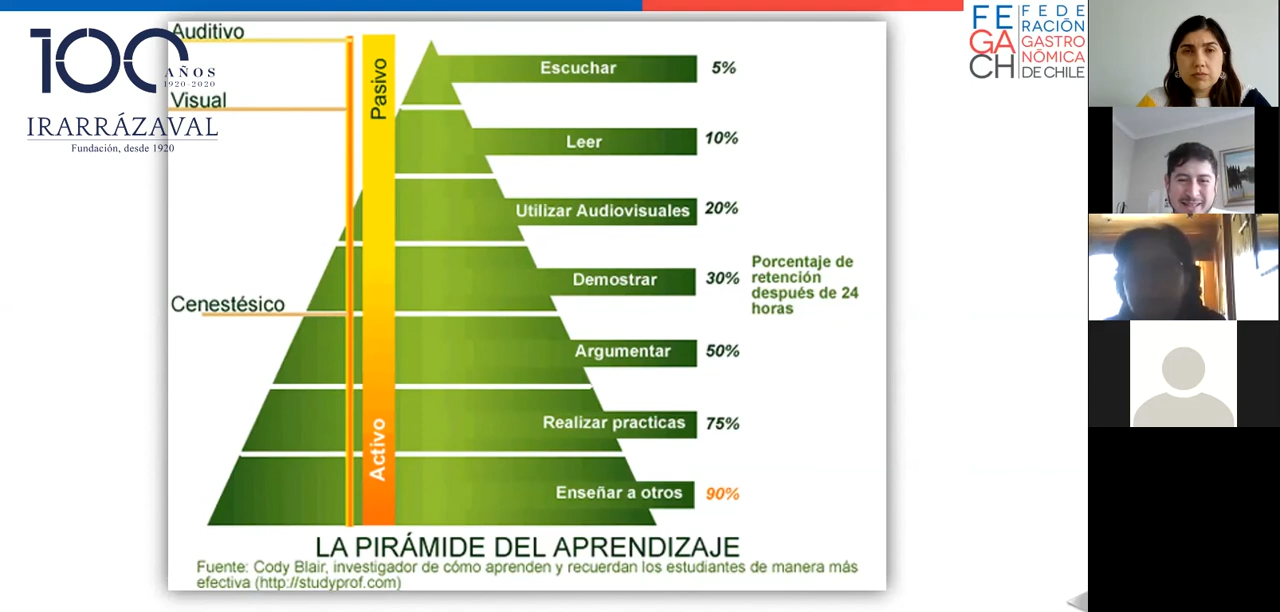 100
AÑOS
1920-2020
IRARRÁZAVAL
Fundación, desde 1920
FE
GA
CH
FEDE
RACIÓN
GASTRO
NÓMICA
DE CHILE
Auditivo
Visual
Cenestésico
Pasivo
Activo
Escuchar 5%
Leer 10%
Utilizar Audiovisuales 20%
Demostrar 30%
Argumentar 50%
Realizar practicas 75%
Enseñar a otros 90%
Porcentaje de
retención
después de 24
horas
LA PIRÁMIDE DEL APRENDIZAJE
Fuente: Cody Blair, investigador de cómo aprenden y recuerdan los estudiantes de manera más
efectiva (http://studyprof.com)